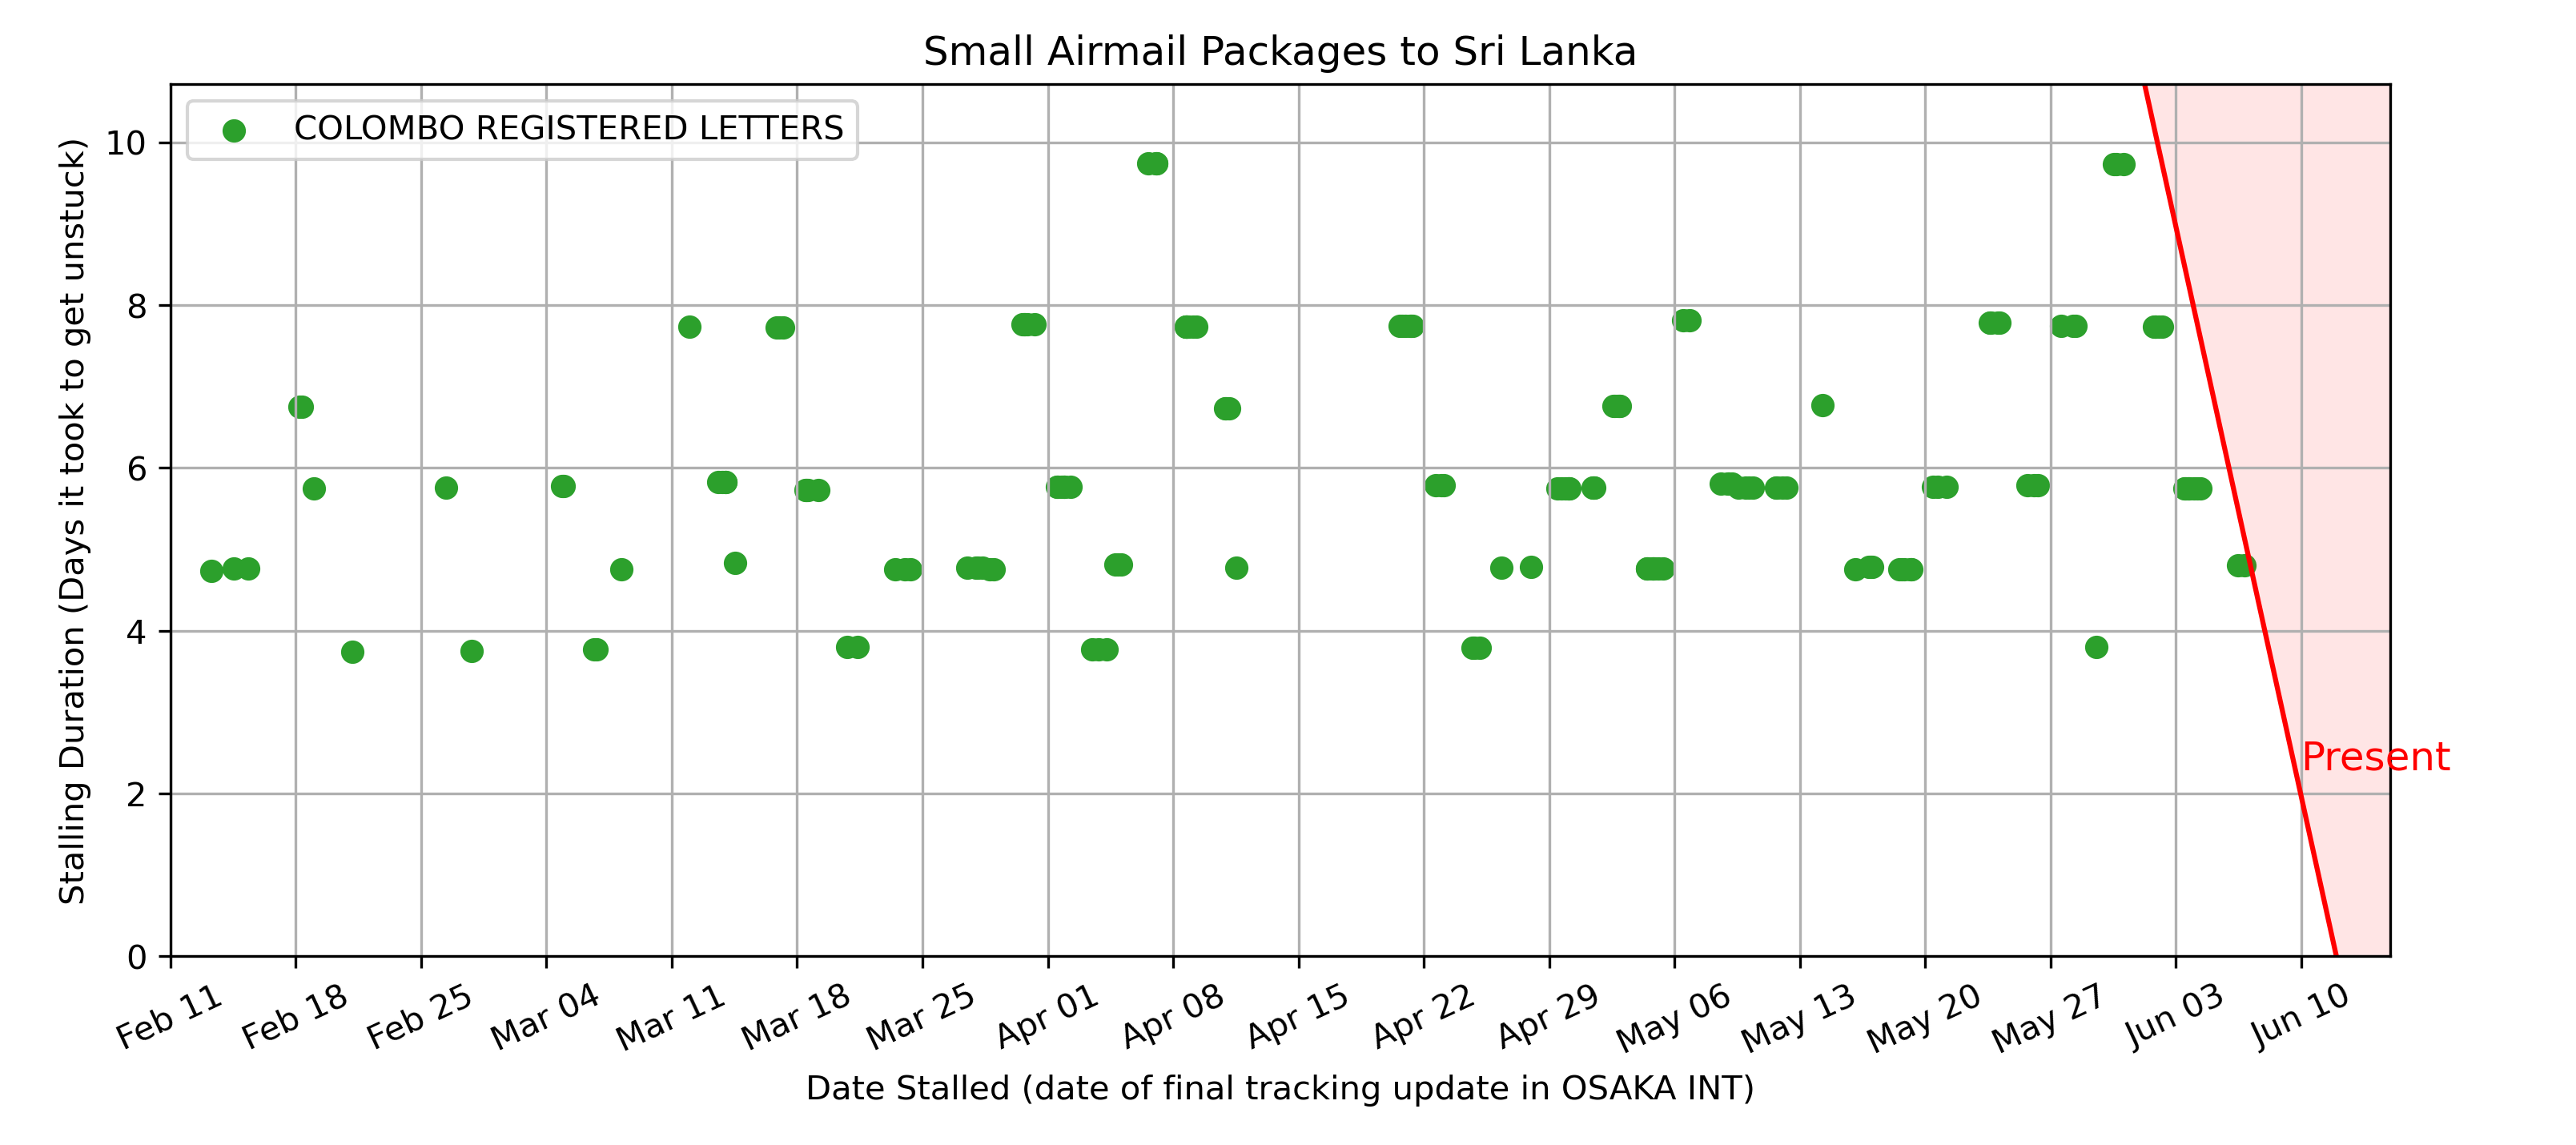 Small Airmail Packages to Sri Lanka
COLOMBO REGISTERED LETTERS
Stalling Duration (Days it took to get unstuck)
10
8
6
4
2
0
Present
Feb 11
Feb 18
Feb 25
Mar 04
Mar 11
Mar 18
Mar 25
Apr 01
Apr 08
Apr 15
Apr 22
Apr 29
May 06
May 13
May 20
May 27
Jun 03
Jun 10
Date Stalled (date of final tracking update in OSAKA INT)